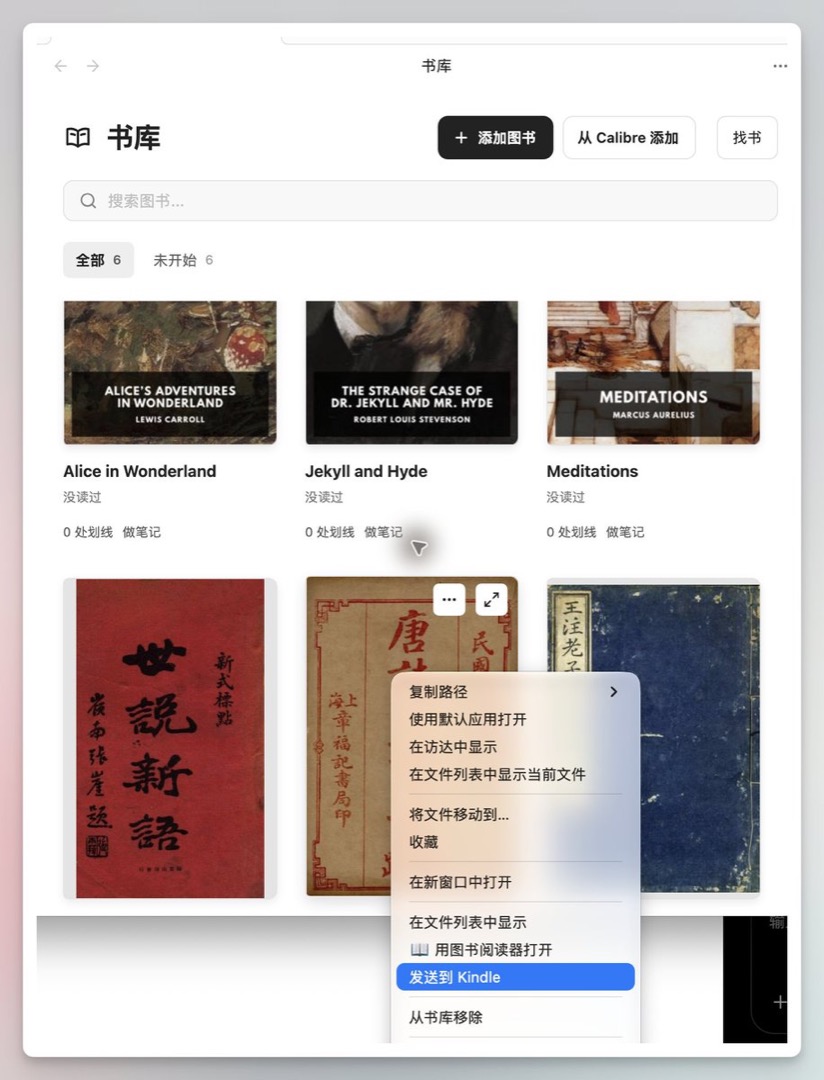 书库
书库
添加图书
从 Calibre 添加
找书
搜索图书...
全部 6
未开始 6
ALICE'S ADVENTURES
IN WONDERLAND
LEWIS CARROLL
THE STRANGE CASE OF
DR. JEKYLL AND MR. HYDE
ROBERT LOUIS STEVENSON
MEDITATIONS
MARCUS AURELIUS
Alice in Wonderland
Jekyll and Hyde
Meditations
没读过
没读过
没读过
0 处划线 做笔记
0 处划线 做笔记
0 处划线 做笔记
新式標點
世説新語
張崖題
民國
唐
上海
章福記書局印
王注老子
复制路径
使用默认应用打开
在访达中显示
在文件列表中显示当前文件
将文件移动到...
收藏
在新窗口中打开
在文件列表中显示
用图书阅读器打开
发送到 Kindle
从书库移除